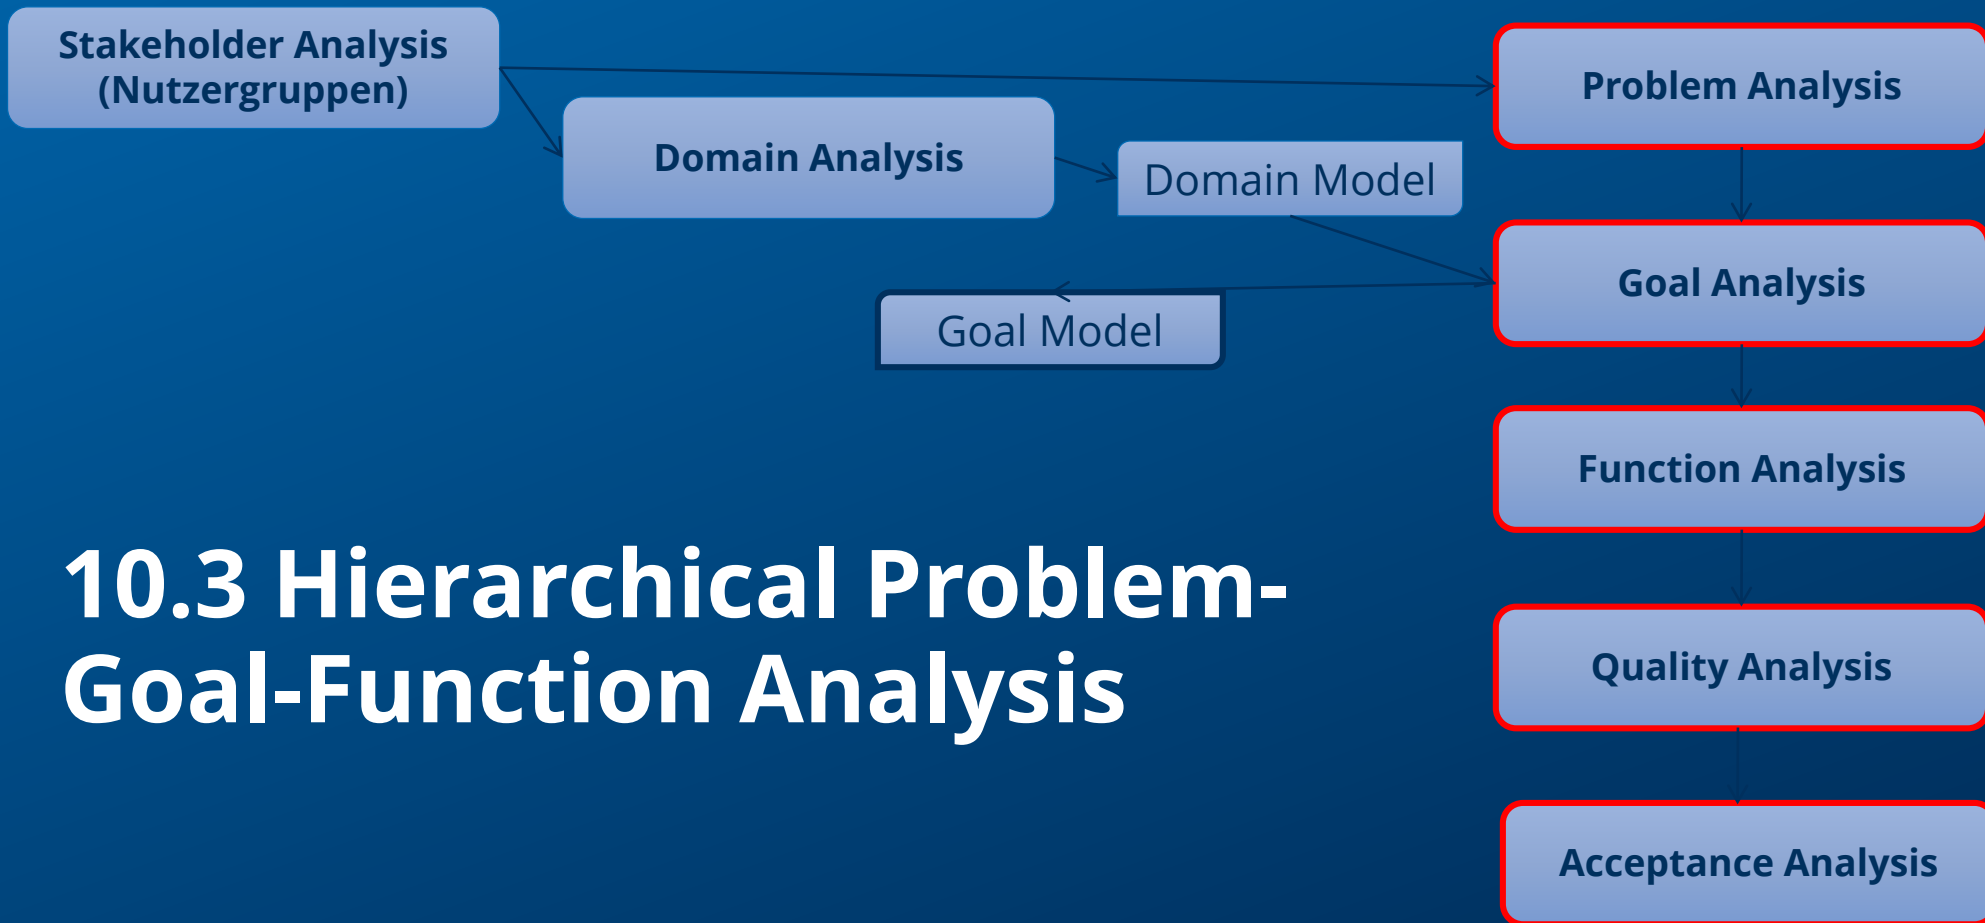 Stakeholder Analysis
(Nutzergruppen)
Problem Analysis
Domain Analysis
Domain Model
Goal Analysis
Goal Model
Function Analysis
10.3 Hierarchical Problem-
Goal-Function Analysis
Quality Analysis
Acceptance Analysis